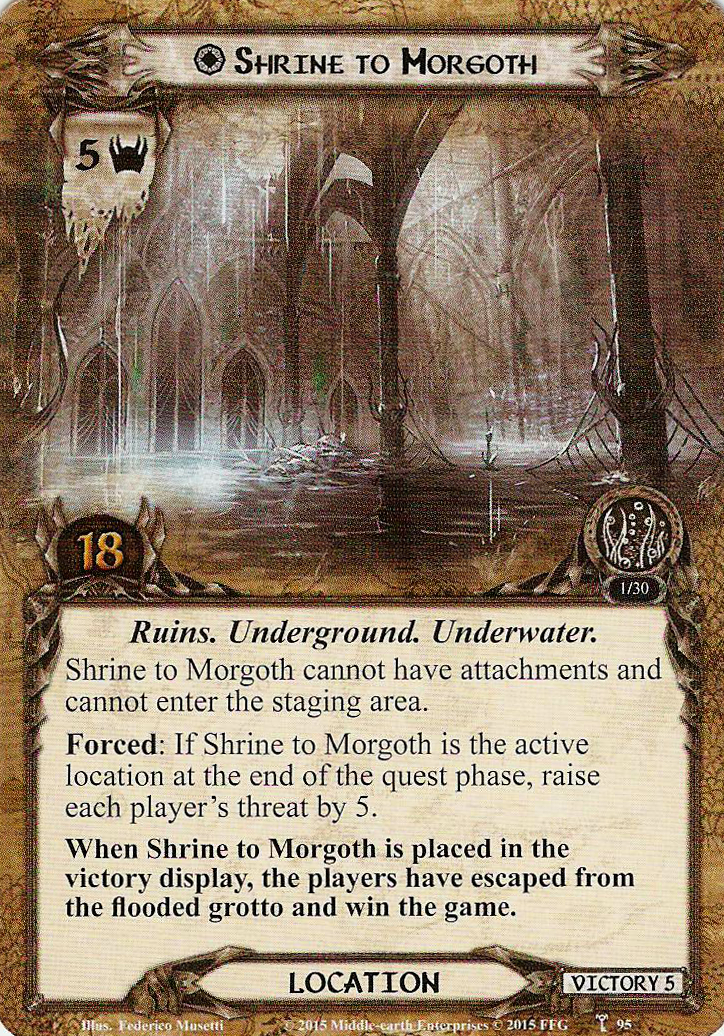 Shrine to Morgoth
5
18
1/30
Ruins. Underground. Underwater.
Shrine to Morgoth cannot have attachments and
cannot enter the staging area.
Forced: If Shrine to Morgoth is the active
location at the end of the quest phase, raise
each player's threat by 5.
When Shrine to Morgoth is placed in the
victory display, the players have escaped from
the flooded grotto and win the game.
LOCATION
VICTORY 5
Illus. Federico Musetti
© 2015 Middle-earth Enterprises © 2015 FFG
95